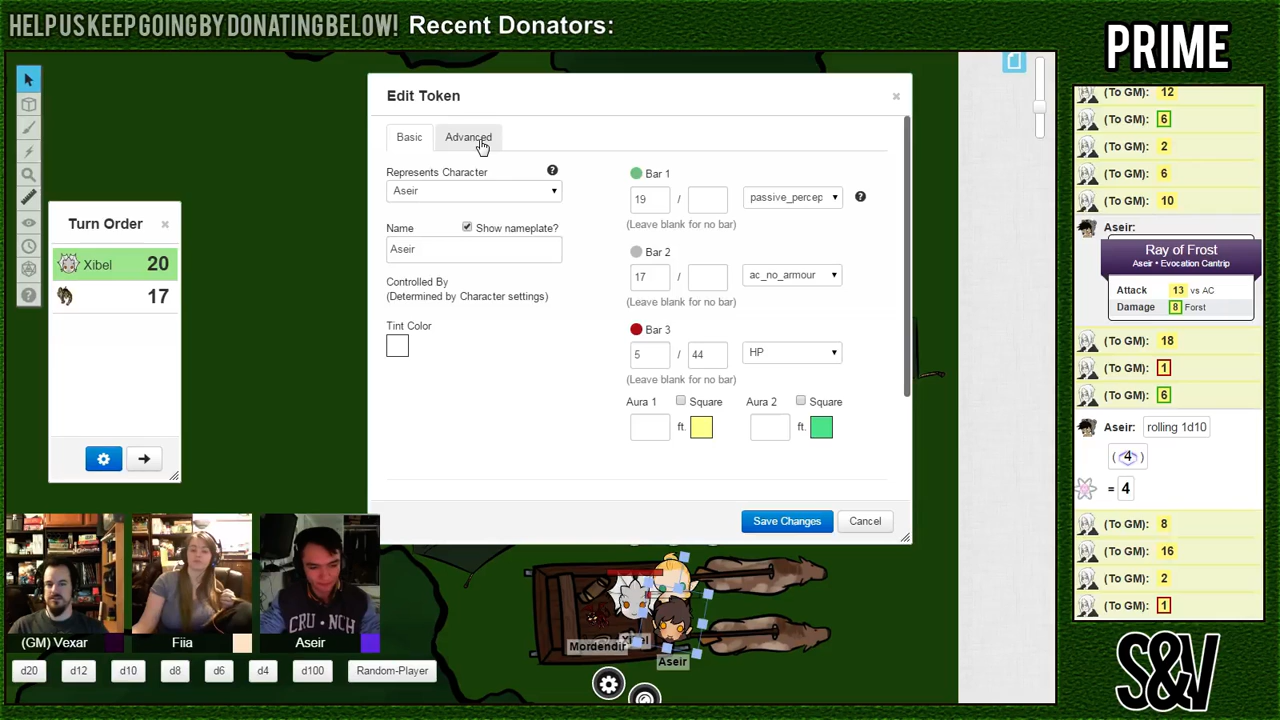 HELP US KEEP GOING BY DONATING BELOW! Recent Donators:
PRIME
Edit Token
×
Basic
Advanced
Represents Character
?
Aseir
Name
Show nameplate?
Aseir
Controlled By
(Determined by Character settings)
Tint Color
Bar 1
19 / passive_percep ?
(Leave blank for no bar)
Bar 2
17 / ac_no_armour
(Leave blank for no bar)
Bar 3
5 / 44 HP
(Leave blank for no bar)
Aura 1 Square Aura 2 Square
ft. ft.
Save Changes
Cancel
Turn Order ×
Xibel 20
17
(To GM): 12
(To GM): 6
(To GM): 2
(To GM): 6
(To GM): 10
Aseir:
Ray of Frost
Aseir • Evocation Cantrip
Attack 13 vs AC
Damage 8 Forst
(To GM): 18
(To GM): 1
(To GM): 6
Aseir: rolling 1d10
(4)
= 4
(To GM): 8
(To GM): 16
(To GM): 2
(To GM): 1
CRU•NCH
(GM) Vexar
Fiia
Aseir
Mordendir
Xibel
Aseir
d20
d12
d10
d8
d6
d4
d100
Random-Player
S&V